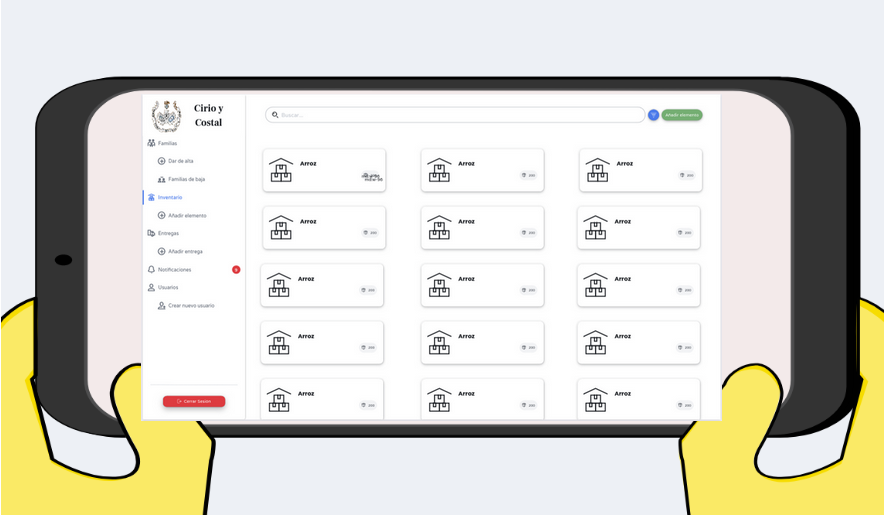 Cirio y
Costal
Familias
Dar de alta
Familias de baja
Inventario
Añadir elemento
Entregas
Añadir entrega
Notificaciones
Usuarios
Crear nuevo usuario
Cerrar Sesión
Buscar...
Añadir elemento
Arroz
Arroz
Arroz
200
200
Arroz
Arroz
Arroz
200
200
200
Arroz
Arroz
Arroz
200
200
200
Arroz
Arroz
Arroz
200
200
200
Arroz
Arroz
Arroz
200
200
200